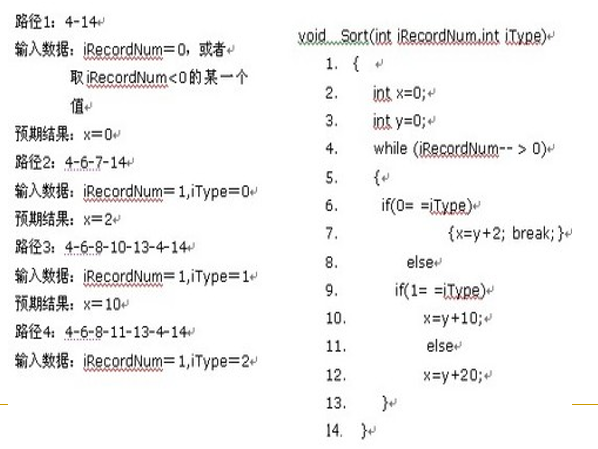 路径1：4-14
输入数据：iRecordNum＝0，或者
取iRecordNum<0的某一个
值
预期结果：x＝0
路径2：4-6-7-14
输入数据：iRecordNum＝1,iType＝0
预期结果：x＝2
路径3：4-6-8-10-13-4-14
输入数据：iRecordNum＝1,iType＝1
预期结果：x＝10
路径4：4-6-8-11-13-4-14
输入数据：iRecordNum＝1,iType＝2
void Sort(int iRecordNum,int iType)
1. {
2. int x=0;
3. int y=0;
4. while (iRecordNum-- > 0)
5. {
6. if(0= =iType)
7. {x=y+2; break;}
8. else
9. if(1= =iType)
10. x=y+10;
11. else
12. x=y+20;
13. }
14. }